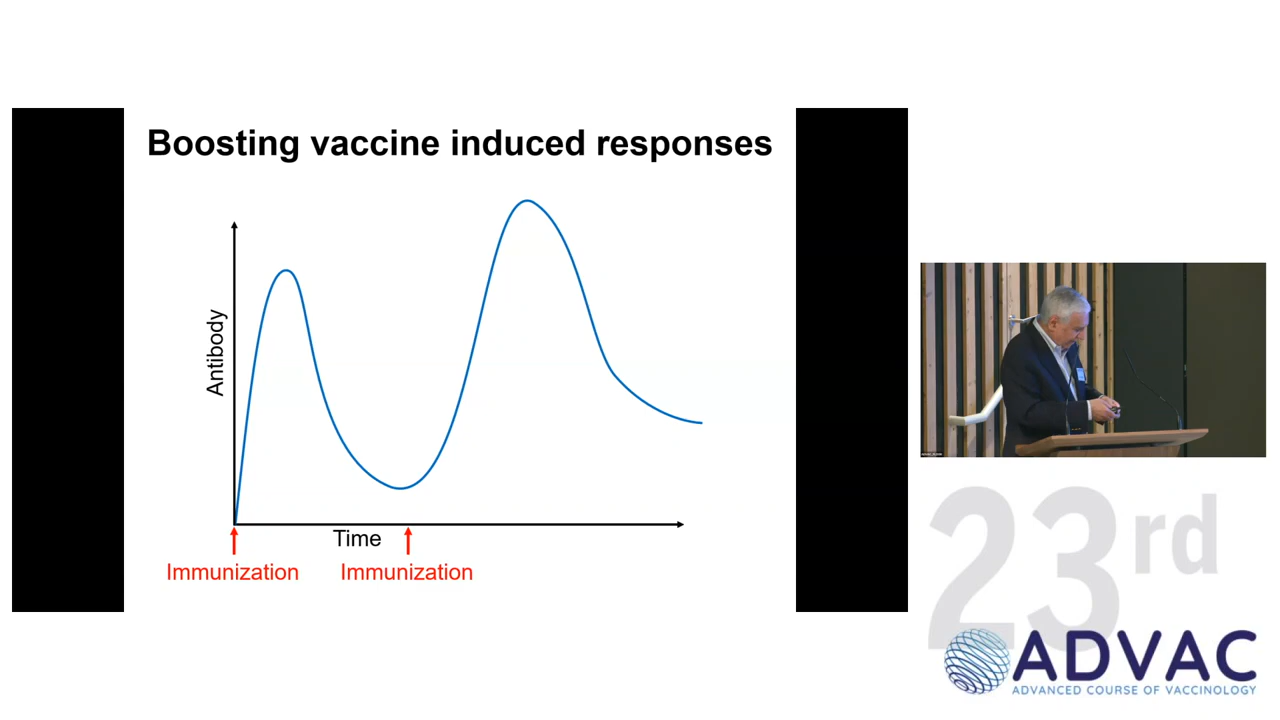 Boosting vaccine induced responses
Antibody
Time
Immunization
Immunization
23rd
ADVAC
ADVANCED COURSE OF VACCINOLOGY